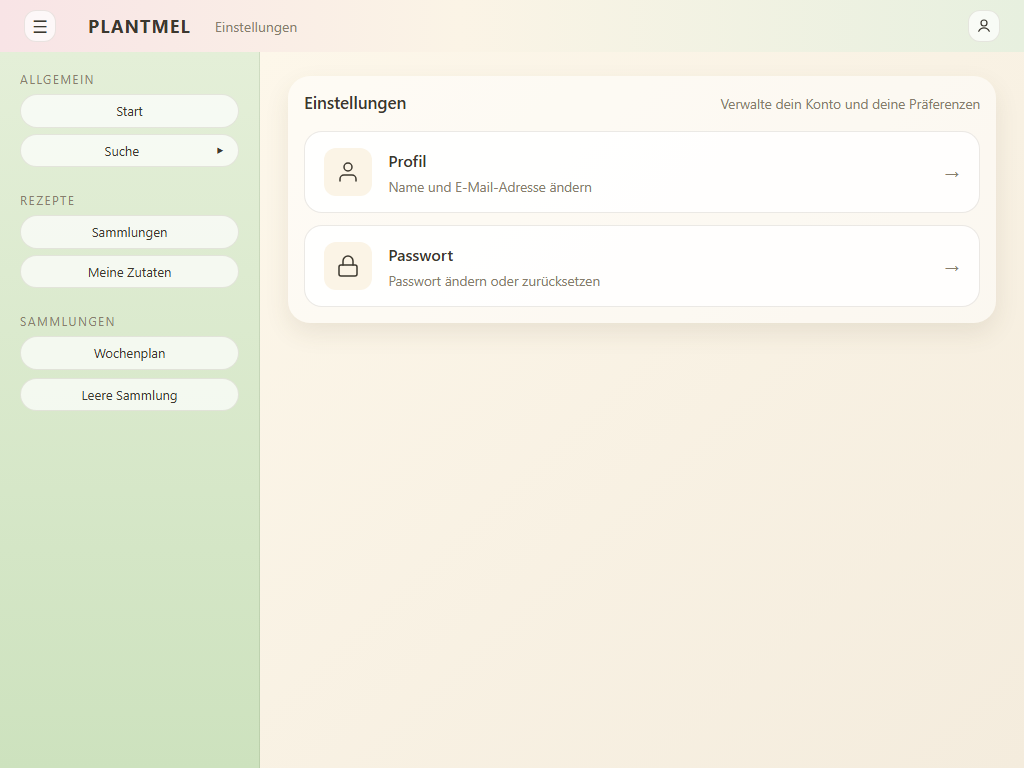 PLANTMEL
Einstellungen
ALLGEMEIN
Start
Suche
REZEPTE
Sammlungen
Meine Zutaten
SAMMLUNGEN
Wochenplan
Leere Sammlung
Einstellungen
Verwalte dein Konto und deine Präferenzen
Profil
Name und E-Mail-Adresse ändern
Passwort
Passwort ändern oder zurücksetzen